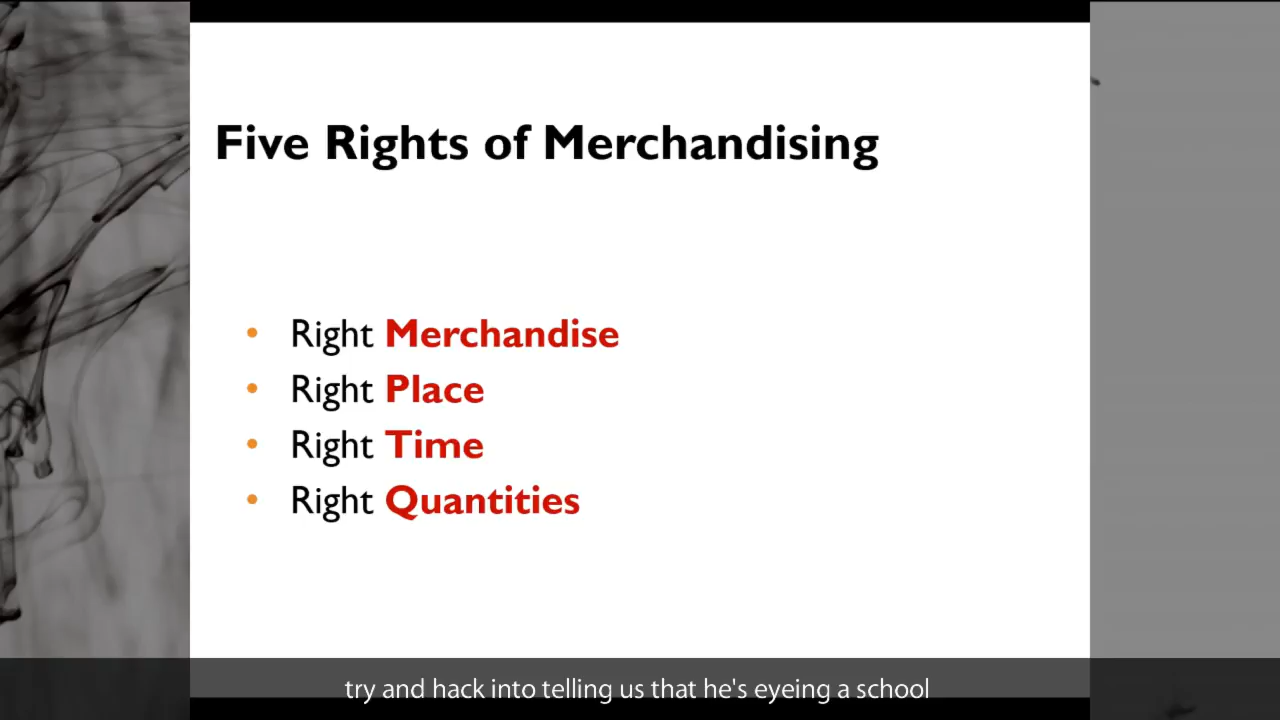 Five Rights of Merchandising
• Right Merchandise
• Right Place
• Right Time
• Right Quantities
try and hack into telling us that he's eyeing a school